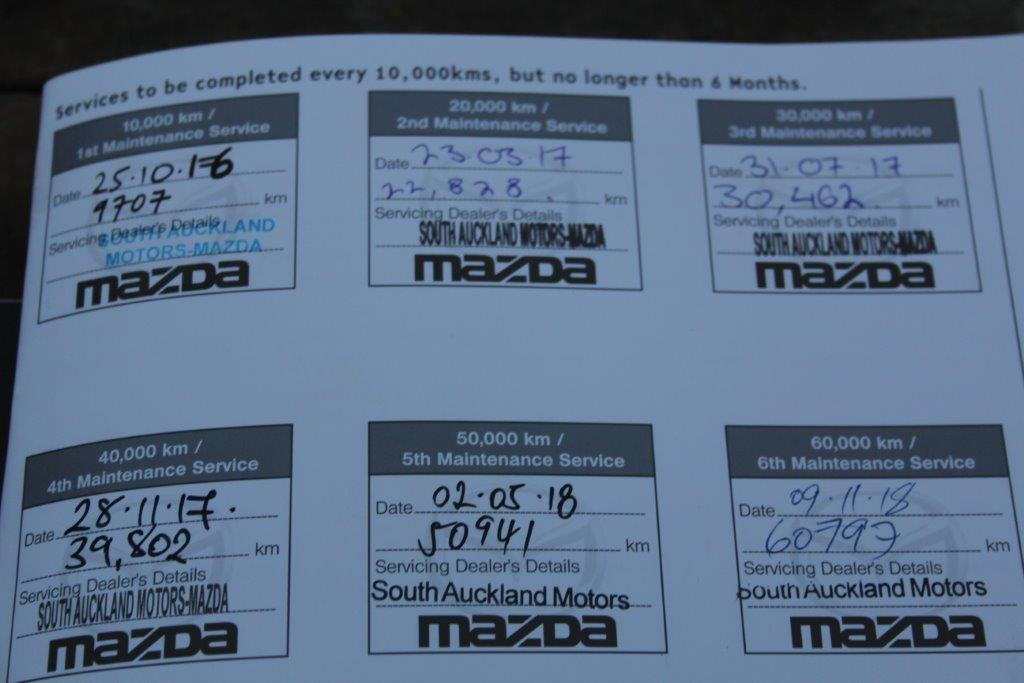 Services to be completed every 10,000kms, but no longer than 6 Months.
10,000 km /
1st Maintenance Service
Date 25.10.16
9707 km
Servicing Dealer's Details
SOUTH AUCKLAND
MOTORS-MAZDA
mazda
20,000 km /
2nd Maintenance Service
Date 23.03.17
22,828 km
Servicing Dealer's Details
SOUTH AUCKLAND MOTORS-MAZDA
mazda
30,000 km /
3rd Maintenance Service
Date 31.07.17
30,462 km
Servicing Dealer's Details
SOUTH AUCKLAND MOTORS-MAZDA
mazda
40,000 km /
4th Maintenance Service
Date 28.11.17.
39,802 km
Servicing Dealer's Details
SOUTH AUCKLAND MOTORS-MAZDA
mazda
50,000 km /
5th Maintenance Service
Date 02.05.18
50941 km
Servicing Dealer's Details
South Auckland Motors
mazda
60,000 km /
6th Maintenance Service
Date 09.11.18
60797 km
Servicing Dealer's Details
South Auckland Motors
mazda